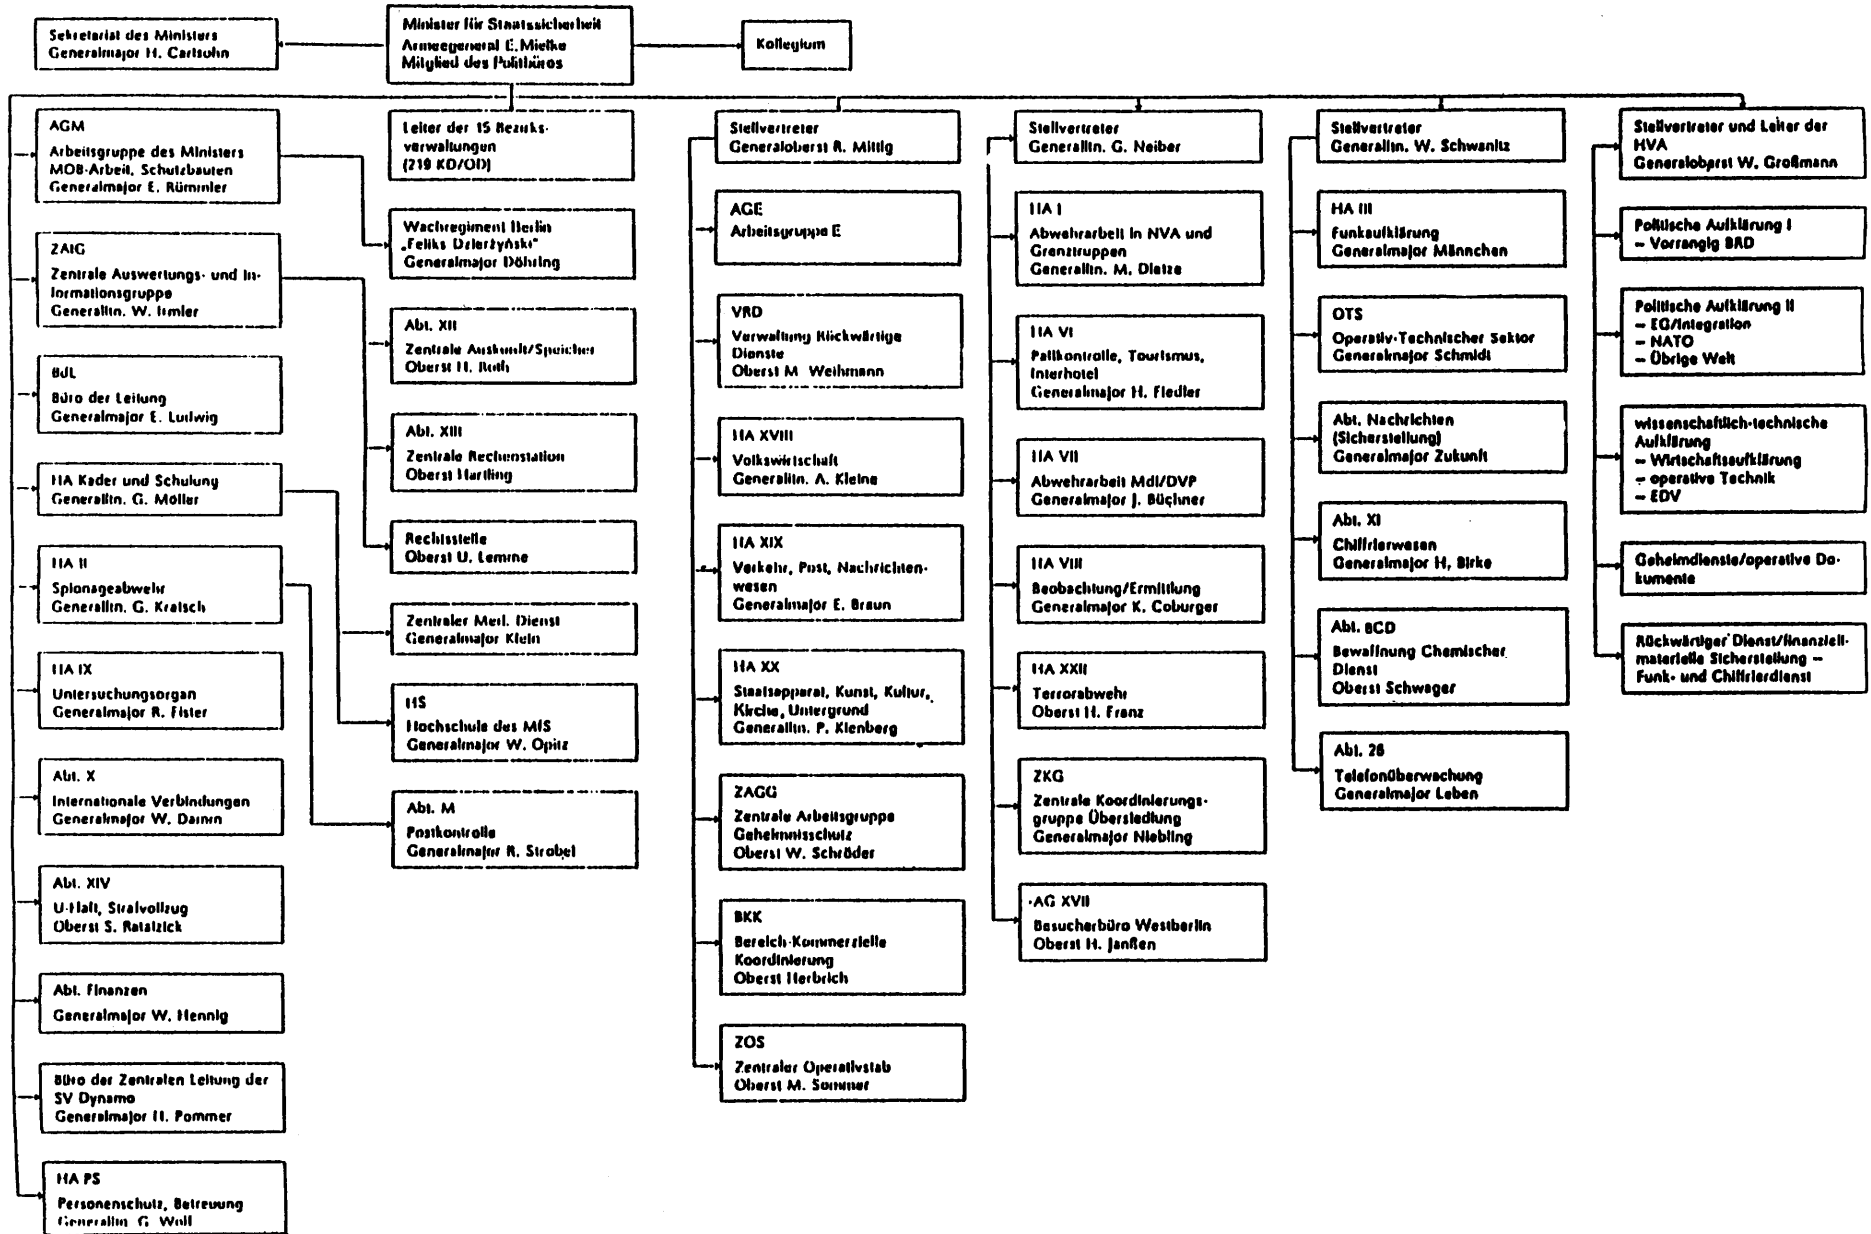 Sekretariat des Ministers
Generalmajor H. Carlsohn
Minister für Staatssicherheit
Armeegeneral E. Mielke
Mitglied des Politbüros
Kollegium
AGM
Arbeitsgruppe des Ministers
MOB-Arbeit, Schutzbauten
Generalmajor E. Rümmler
ZAIG
Zentrale Auswertungs- und In-
formationsgruppe
Generalltn. W. Irmler
BdL
Büro der Leitung
Generalmajor E. Ludwig
HA Kader und Schulung
Generalltn. G. Möller
HA II
Spionageabwehr
Generalltn. G. Kratsch
HA IX
Untersuchungsorgan
Generalmajor R. Fister
Abt. X
Internationale Verbindungen
Generalmajor W. Damm
Abt. XIV
U-Haft, Strafvollzug
Oberst S. Rataizick
Abt. Finanzen
Generalmajor W. Hennig
Büro der Zentralen Leitung der
SV Dynamo
Generalmajor H. Pommer
HA PS
Personenschutz, Betreuung
Generalltn. G. Wolf
Leiter der 15 Bezirks-
verwaltungen
(219 KD/OD)
Wachregiment Berlin
„Feliks Dzierżyński"
Generalmajor Döhring
Abt. XII
Zentrale Auskunft/Speicher
Oberst H. Roth
Abt. XIII
Zentrale Rechenstation
Oberst Hartling
Rechtsstelle
Oberst U. Lemme
Zentraler Med. Dienst
Generalmajor Klein
HS
Hochschule des MfS
Generalmajor W. Opitz
Abt. M
Postkontrolle
Generalmajor R. Strobel
Stellvertreter
Generaloberst R. Mittig
AGE
Arbeitsgruppe E
VRD
Verwaltung Rückwärtige
Dienste
Oberst M. Weihmann
HA XVIII
Volkswirtschaft
Generalltn. A. Kleine
HA XIX
Verkehr, Post, Nachrichten-
wesen
Generalmajor E. Braun
HA XX
Staatsapparat, Kunst, Kultur,
Kirche, Untergrund
Generalltn. P. Kienberg
ZAGG
Zentrale Arbeitsgruppe
Geheimnisschutz
Oberst W. Schröder
BKK
Bereich Kommerzielle
Koordinierung
Oberst Herbrich
ZOS
Zentraler Operativstab
Oberst M. Sommer
Stellvertreter
Generalltn. G. Neiber
HA I
Abwehrarbeit in NVA und
Grenztruppen
Generalltn. M. Dietze
HA VI
Paßkontrolle, Tourismus,
Interhotel
Generalmajor H. Fiedler
HA VII
Abwehrarbeit MdI/DVP
Generalmajor J. Büchner
HA VIII
Beobachtung/Ermittlung
Generalmajor K. Coburger
HA XXII
Terrorabwehr
Oberst H. Franz
ZKG
Zentrale Koordinierungs-
gruppe Übersiedlung
Generalmajor Niebling
AG XVII
Besucherbüro Westberlin
Oberst H. Janßen
Stellvertreter
Generalltn. W. Schwanitz
HA III
Funkaufklärung
Generalmajor Männchen
OTS
Operativ-Technischer Sektor
Generalmajor Schmidt
Abt. Nachrichten
(Sicherstellung)
Generalmajor Zukunft
Abt. XI
Chiffrierwesen
Generalmajor H. Birke
Abt. BCD
Bewaffnung Chemischer
Dienst
Oberst Schwager
Abt. 26
Telefonüberwachung
Generalmajor Leben
Stellvertreter und Leiter der
HVA
Generaloberst W. Großmann
Politische Aufklärung I
– Vorrangig BRD
Politische Aufklärung II
– EG/Integration
– NATO
– Übrige Welt
wissenschaftlich-technische
Aufklärung
– Wirtschaftsaufklärung
– operative Technik
– EDV
Geheimdienste/operative Do-
kumente
Rückwärtiger Dienst/finanziell-
materielle Sicherstellung –
Funk- und Chiffrierdienst